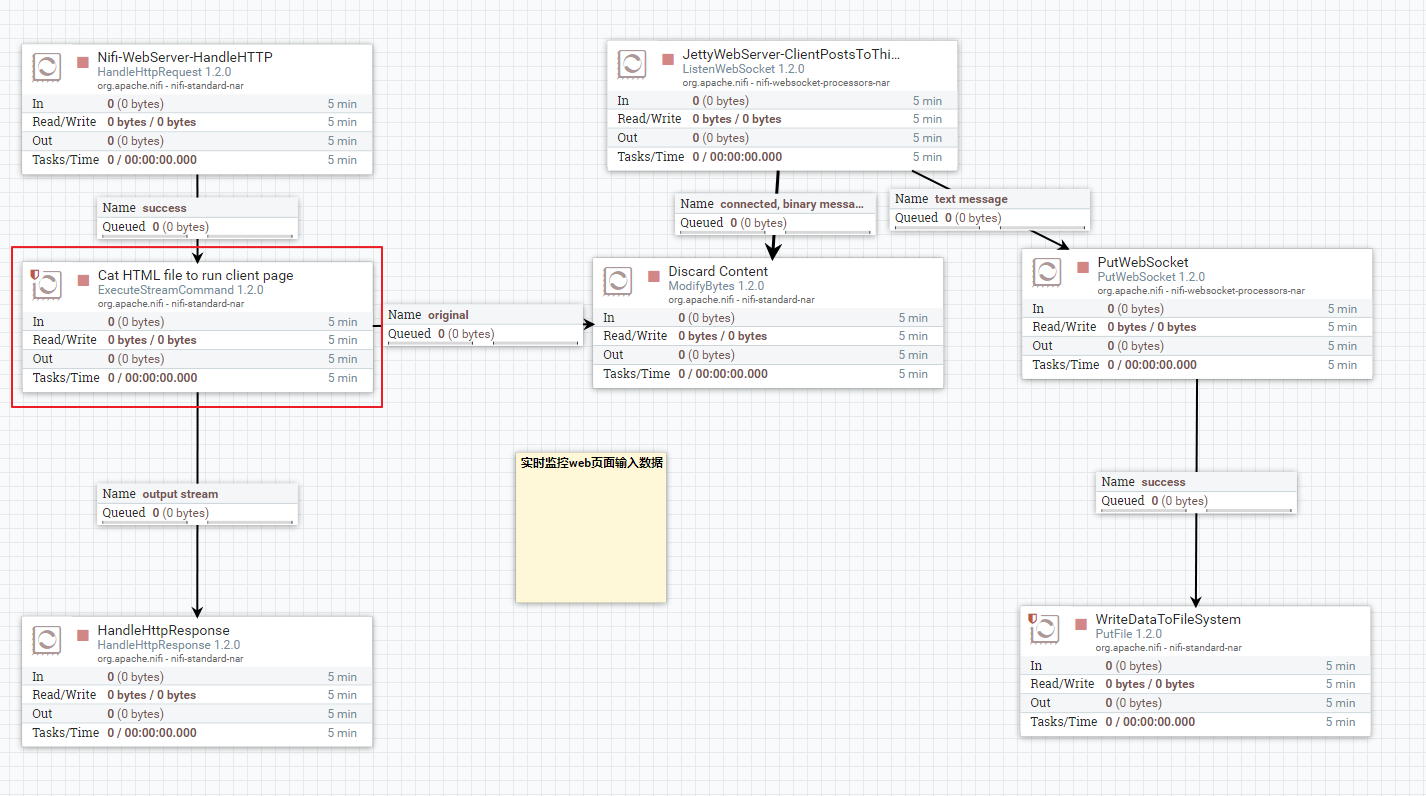 Nifi-WebServer-HandleHTTP
HandleHttpRequest 1.2.0
org.apache.nifi - nifi-standard-nar
In 0 (0 bytes) 5 min
Read/Write 0 bytes / 0 bytes 5 min
Out 0 (0 bytes) 5 min
Tasks/Time 0 / 00:00:00.000 5 min
JettyWebServer-ClientPostsToThi...
ListenWebSocket 1.2.0
org.apache.nifi - nifi-websocket-processors-nar
In 0 (0 bytes) 5 min
Read/Write 0 bytes / 0 bytes 5 min
Out 0 (0 bytes) 5 min
Tasks/Time 0 / 00:00:00.000 5 min
Name success
Queued 0 (0 bytes)
Name connected, binary messa...
Queued 0 (0 bytes)
Name text message
Queued 0 (0 bytes)
Cat HTML file to run client page
ExecuteStreamCommand 1.2.0
org.apache.nifi - nifi-standard-nar
In 0 (0 bytes) 5 min
Read/Write 0 bytes / 0 bytes 5 min
Out 0 (0 bytes) 5 min
Tasks/Time 0 / 00:00:00.000 5 min
Name original
Queued 0 (0 bytes)
Discard Content
ModifyBytes 1.2.0
org.apache.nifi - nifi-standard-nar
In 0 (0 bytes) 5 min
Read/Write 0 bytes / 0 bytes 5 min
Out 0 (0 bytes) 5 min
Tasks/Time 0 / 00:00:00.000 5 min
PutWebSocket
PutWebSocket 1.2.0
org.apache.nifi - nifi-websocket-processors-nar
In 0 (0 bytes) 5 min
Read/Write 0 bytes / 0 bytes 5 min
Out 0 (0 bytes) 5 min
Tasks/Time 0 / 00:00:00.000 5 min
实时监控web页面输入数据
Name output stream
Queued 0 (0 bytes)
Name success
Queued 0 (0 bytes)
HandleHttpResponse
HandleHttpResponse 1.2.0
org.apache.nifi - nifi-standard-nar
In 0 (0 bytes) 5 min
Read/Write 0 bytes / 0 bytes 5 min
Out 0 (0 bytes) 5 min
Tasks/Time 0 / 00:00:00.000 5 min
WriteDataToFileSystem
PutFile 1.2.0
org.apache.nifi - nifi-standard-nar
In 0 (0 bytes) 5 min
Read/Write 0 bytes / 0 bytes 5 min
Out 0 (0 bytes) 5 min
Tasks/Time 0 / 00:00:00.000 5 min